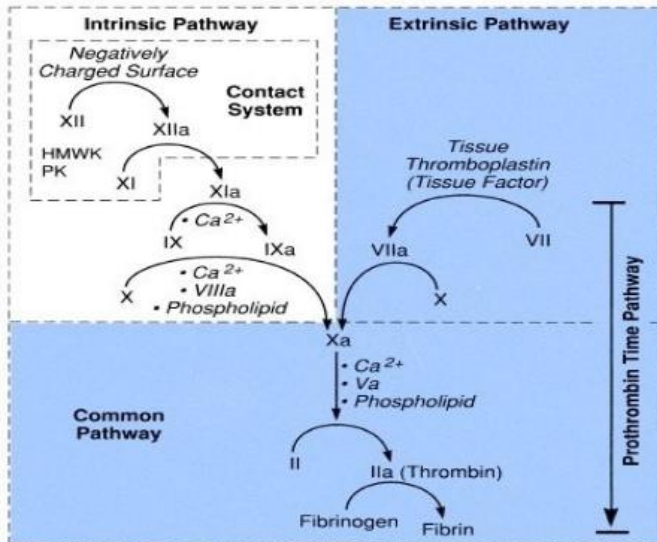 Intrinsic Pathway
Negatively
Charged Surface
Contact
System
XII
XIIa
HMWK
PK
XI
XIa
• Ca2+
IX
IXa
• Ca2+
• VIIIa
• Phospholipid
X
Extrinsic Pathway
Tissue
Thromboplastin
(Tissue Factor)
VIIa
VII
X
Prothrombin Time Pathway
Xa
• Ca2+
• Va
• Phospholipid
Common
Pathway
II
IIa (Thrombin)
Fibrinogen
Fibrin